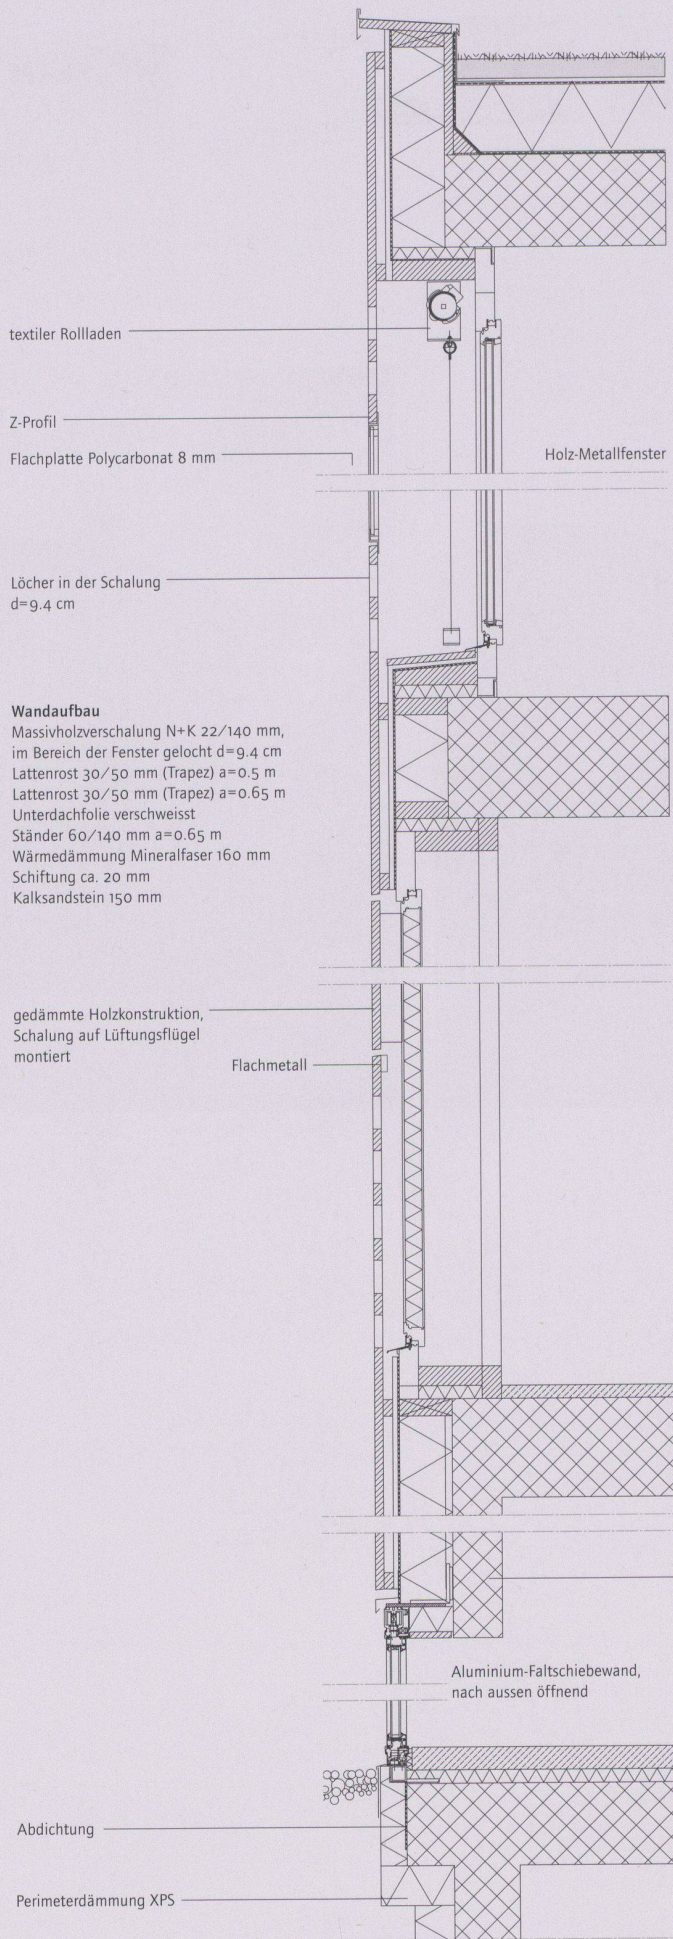 textiler Rollladen
Z-Profil
Flachplatte Polycarbonat 8 mm
Holz-Metallfenster
Löcher in der Schalung
d=9.4 cm
Wandaufbau
Massivholzverschalung N+K 22/140 mm,
im Bereich der Fenster gelocht d=9.4 cm
Lattenrost 30/50 mm (Trapez) a=0.5 m
Lattenrost 30/50 mm (Trapez) a=0.65 m
Unterdachfolie verschweisst
Ständer 60/140 mm a=0.65 m
Wärmedämmung Mineralfaser 160 mm
Schiftung ca. 20 mm
Kalksandstein 150 mm
gedämmte Holzkonstruktion,
Schalung auf Lüftungsflügel
montiert
Flachmetall
Aluminium-Faltschiebewand,
nach aussen öffnend
Abdichtung
Perimeterdämmung XPS